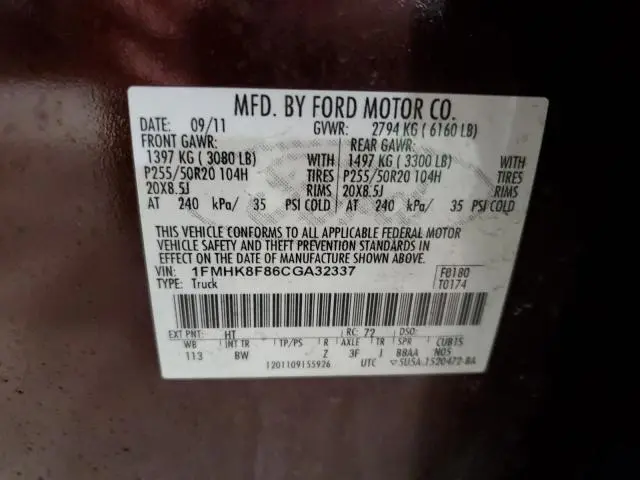 MFD. BY FORD MOTOR CO.
DATE: 09/11 GVWR: 2794 KG ( 6160 LB)
FRONT GAWR: REAR GAWR:
1397 KG ( 3080 LB) WITH 1497 KG ( 3300 LB) WITH
P255/50R20 104H TIRES P255/50R20 104H TIRES
20X8.5J RIMS 20X8.5J RIMS
AT 240 kPa/ 35 PSI COLD AT 240 kPa/ 35 PSI COLD
THIS VEHICLE CONFORMS TO ALL APPLICABLE FEDERAL MOTOR
VEHICLE SAFETY AND THEFT PREVENTION STANDARDS IN
EFFECT ON THE DATE OF MANUFACTURE SHOWN ABOVE.
VIN: 1FMHK8F86CGA32337 F0180
TYPE: Truck T0174
EXT PNT: HT RC: 72 DSO:
WB INT TR TP/PS R AXLE TR SPR CUB1S
113 BW Z 3F I BBAA N05
1201109155926 UTC 5U5A-1520472-BA